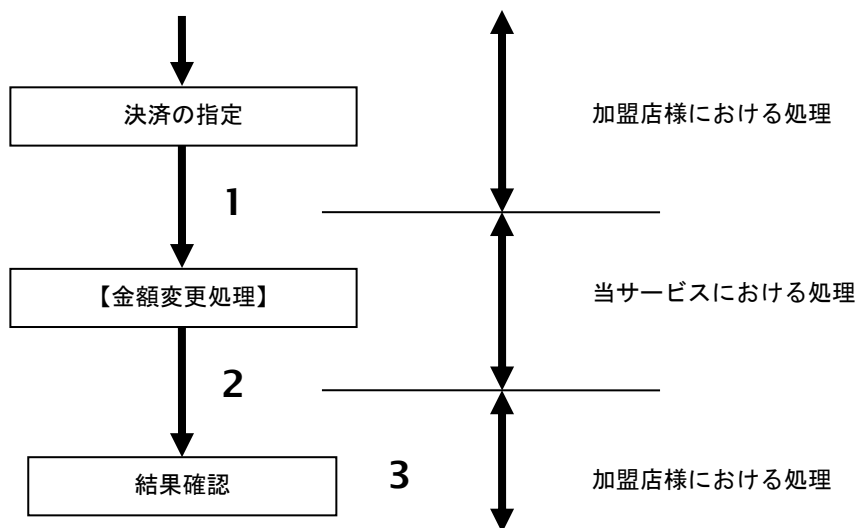 決済の指定
加盟店様における処理
1
【金額変更処理】
当サービスにおける処理
2
結果確認
3
加盟店様における処理